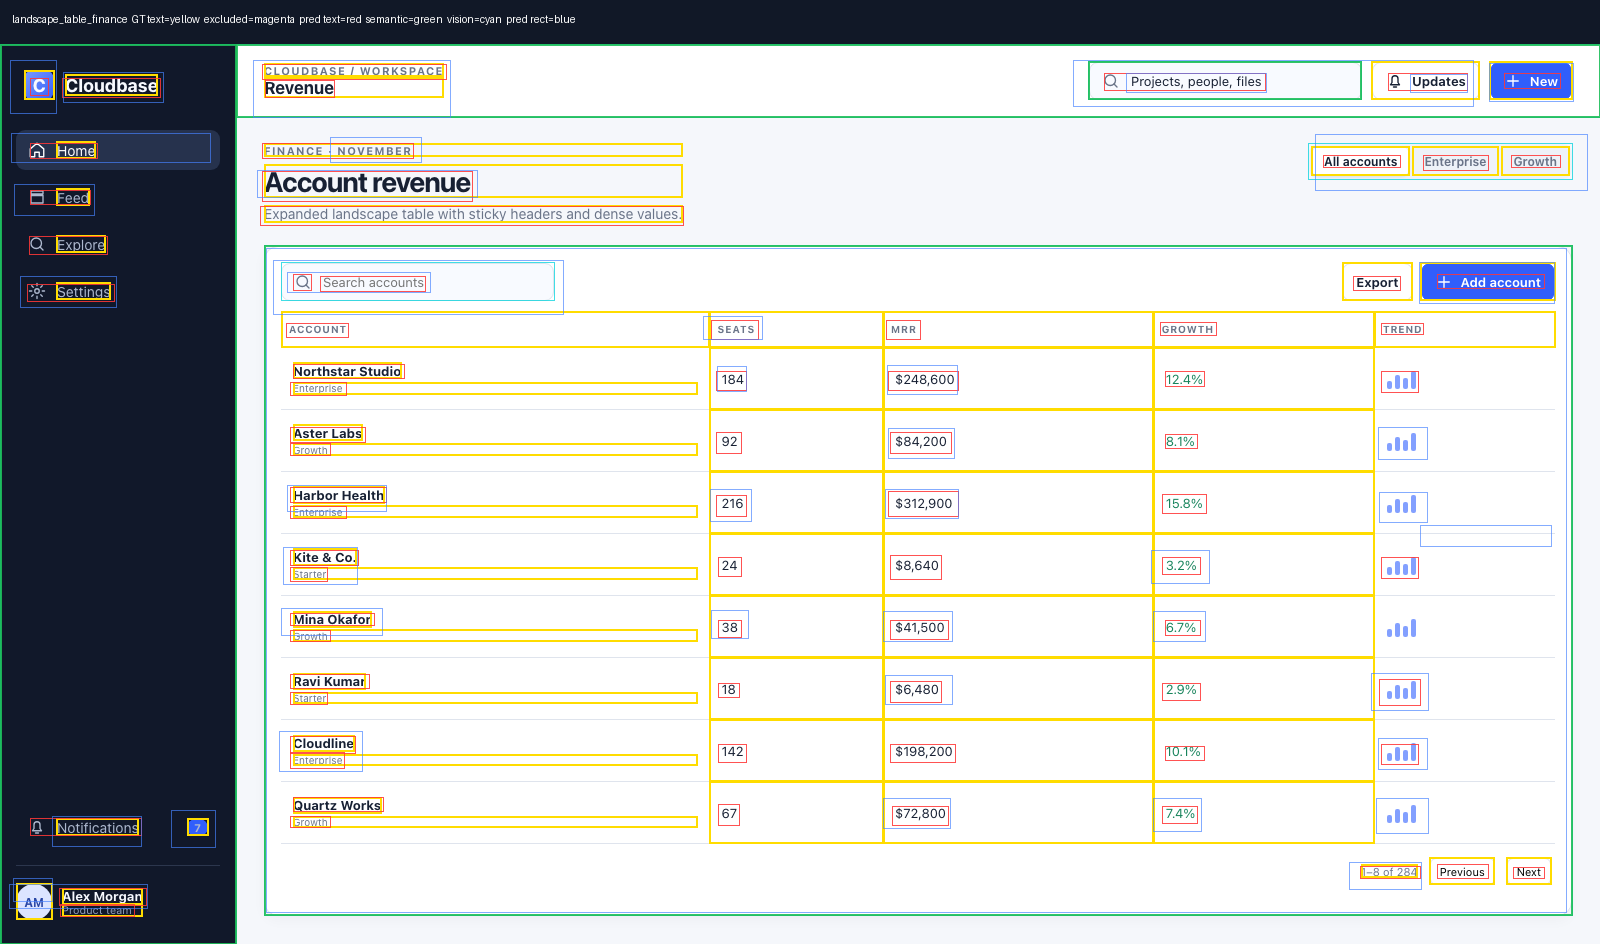 landscape_table_finance GT text=yellow excluded=magenta pred text=red semantic=green vision=cyan pred rect=blue
C Cloudbase
Home
Feed
Explore
Settings
Notifications 7
AM Alex Morgan
Product team
CLOUDBASE / WORKSPACE
Revenue
Projects, people, files
Updates
New
FINANCE · NOVEMBER
Account revenue
Expanded landscape table with sticky headers and dense values.
All accounts Enterprise Growth
Search accounts
Export
Add account
ACCOUNT SEATS MRR GROWTH TREND
Northstar Studio
Enterprise
184 $248,600 12.4%
Aster Labs
Growth
92 $84,200 8.1%
Harbor Health
Enterprise
216 $312,900 15.8%
Kite & Co.
Starter
24 $8,640 3.2%
Mina Okafor
Growth
38 $41,500 6.7%
Ravi Kumar
Starter
18 $6,480 2.9%
Cloudline
Enterprise
142 $198,200 10.1%
Quartz Works
Growth
67 $72,800 7.4%
1–8 of 284 Previous Next